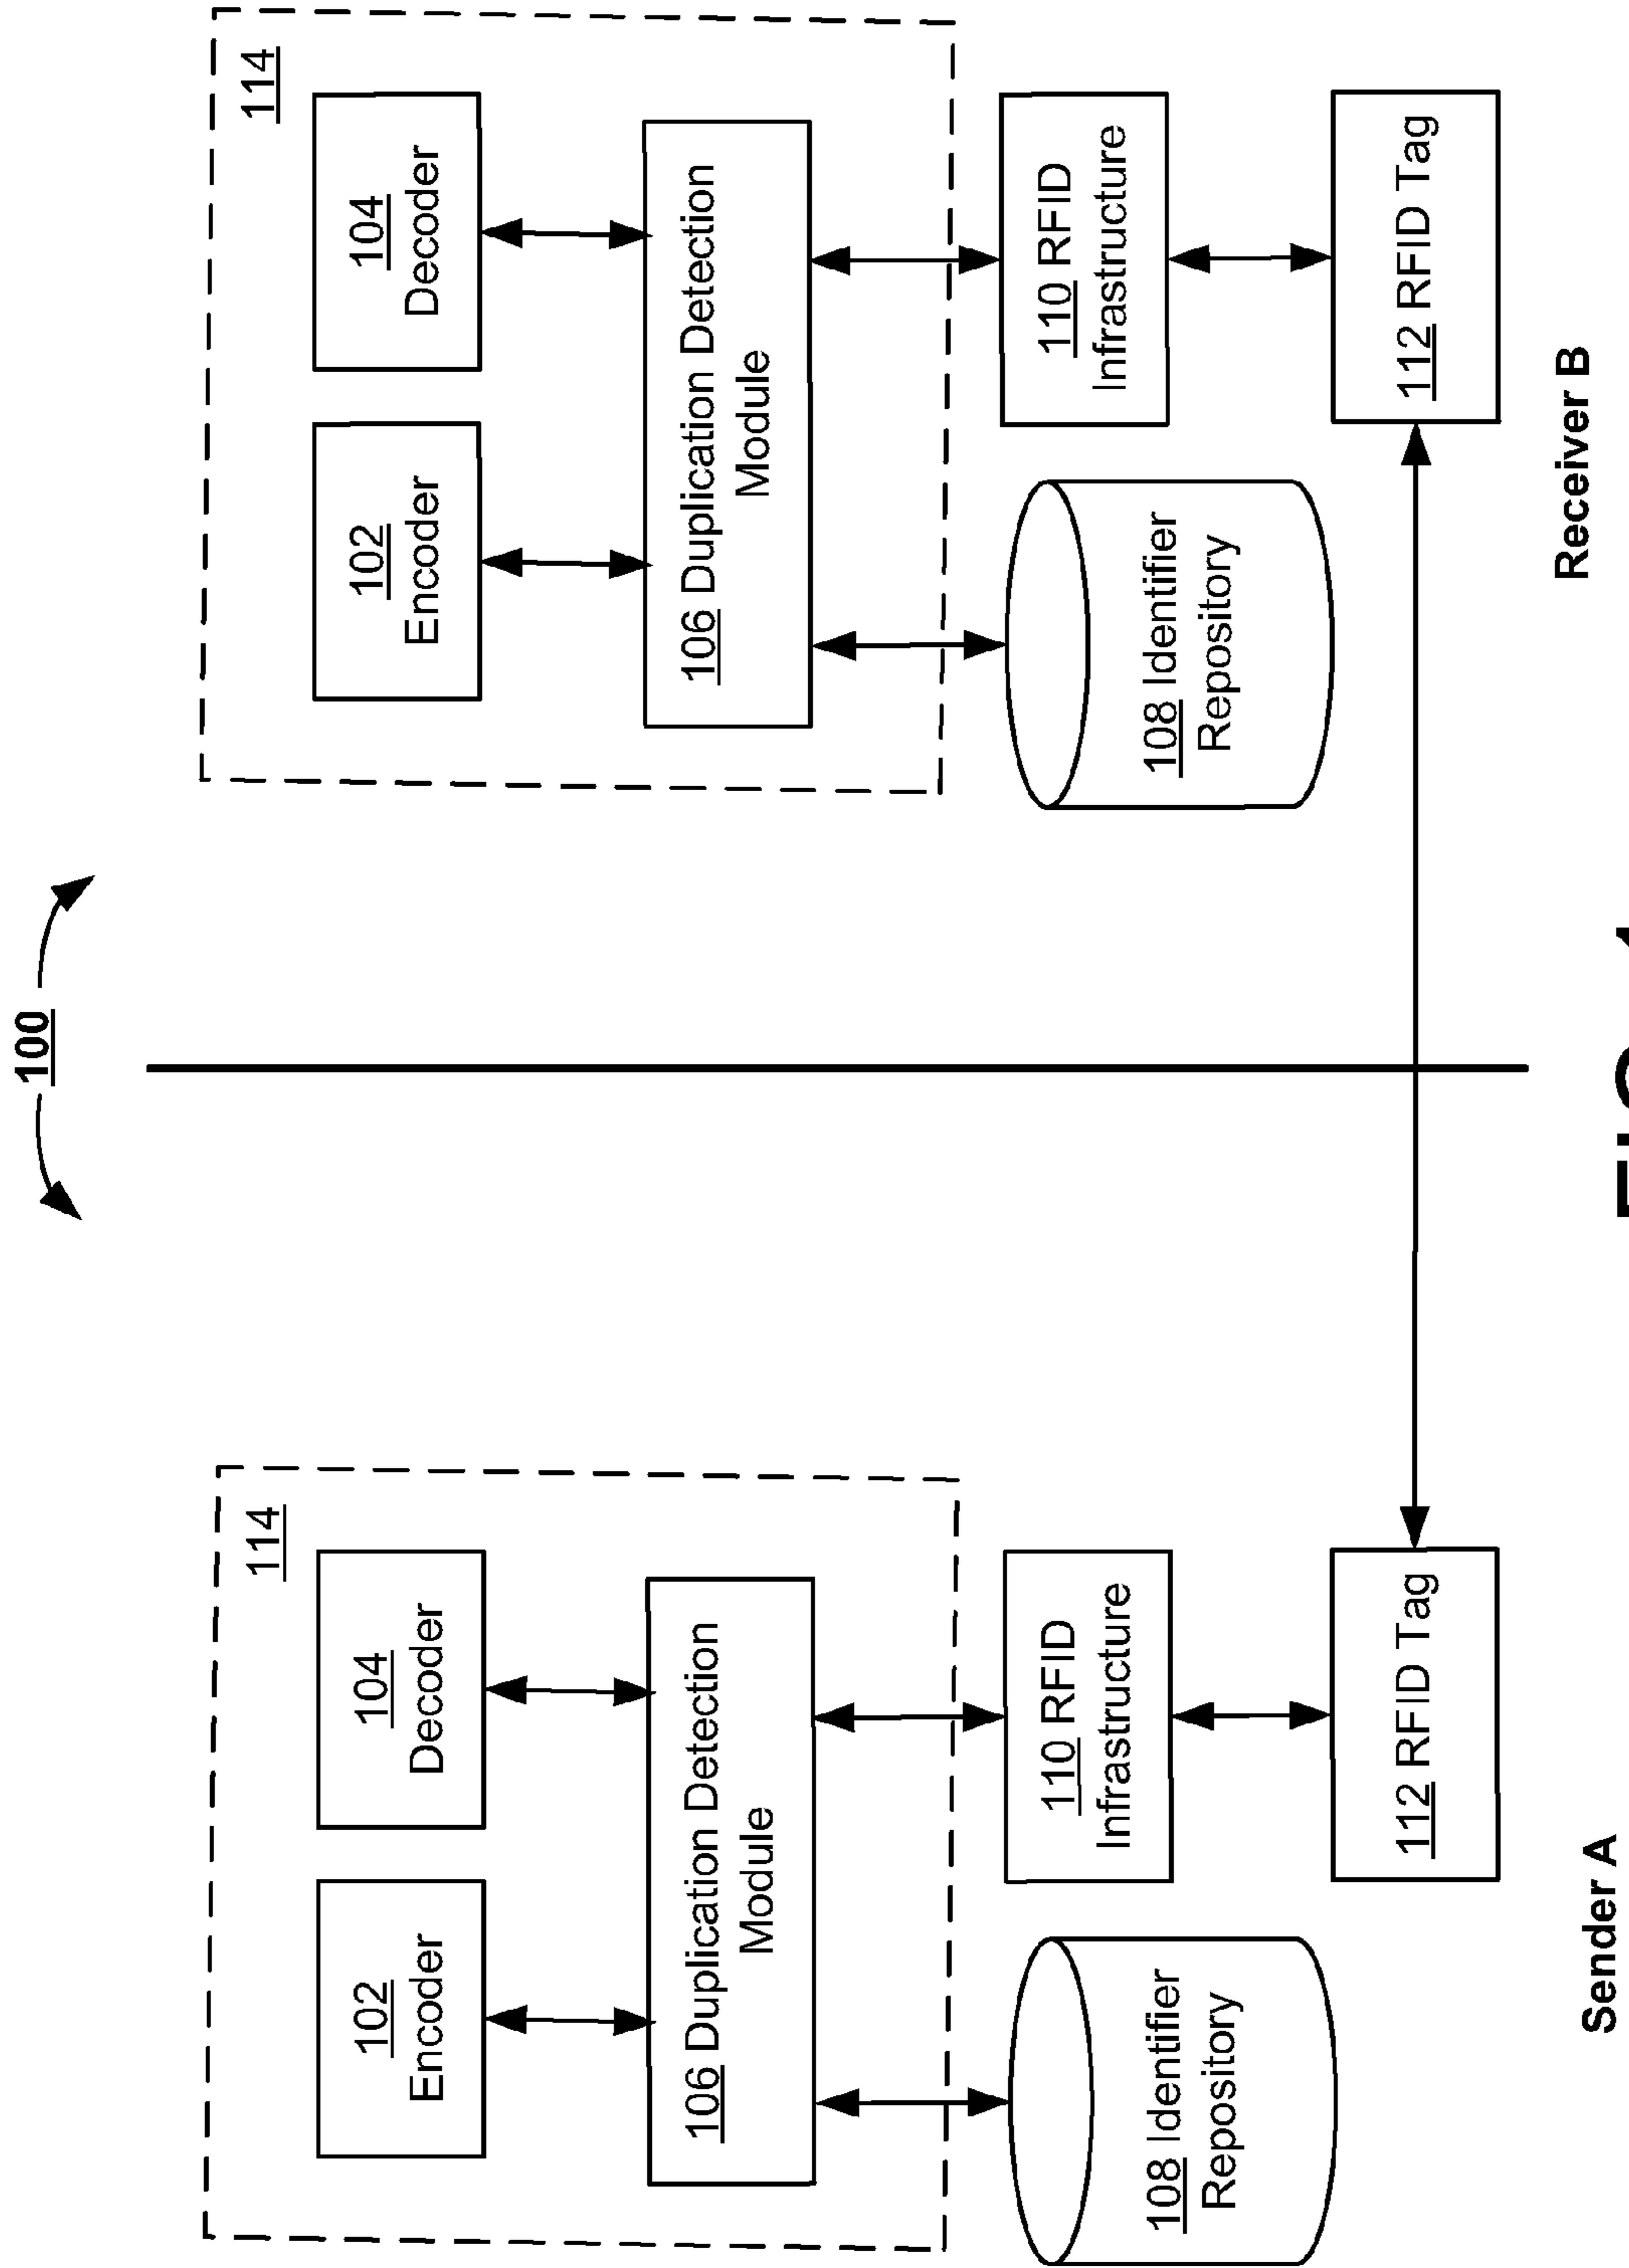 100
114
102
Encoder
104
Decoder
106 Duplication Detection
Module
108 Identifier
Repository
110 RFID
Infrastructure
112 RFID Tag
Sender A
114
102
Encoder
104
Decoder
106 Duplication Detection
Module
108 Identifier
Repository
110 RFID
Infrastructure
112 RFID Tag
Receiver B